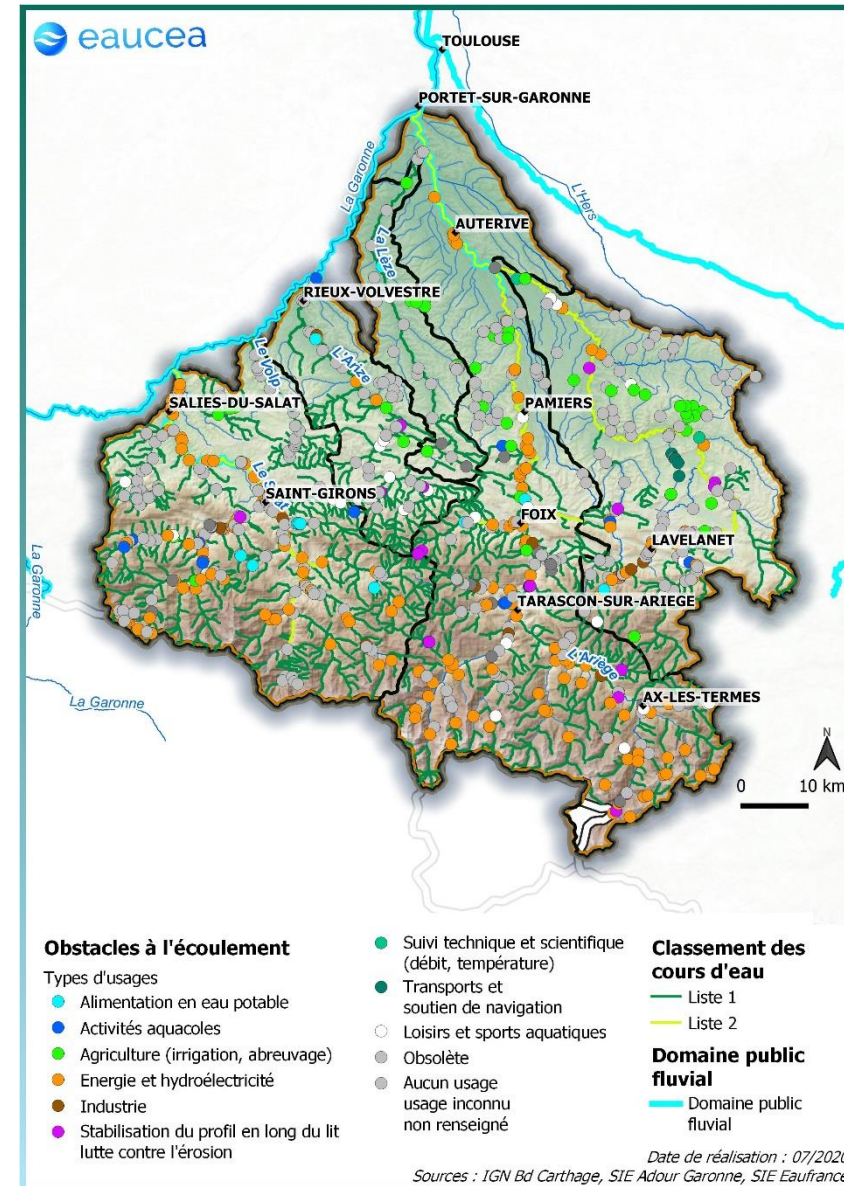 eaucea
TOULOUSE
PORTET-SUR-GARONNE
La Garonne
L'Hers
AUTERIVE
La Lèze
RIEUX-VOLVESTRE
Le Volp
L'Arize
SALIES-DU-SALAT
PAMIERS
Le Salat
SAINT-GIRONS
FOIX
LAVELANET
La Garonne
TARASCON-SUR-ARIEGE
L'Ariège
La Garonne
AX-LES-TERMES
N
0 10 km
Obstacles à l'écoulement
Types d'usages
Alimentation en eau potable
Activités aquacoles
Agriculture (irrigation, abreuvage)
Energie et hydroélectricité
Industrie
Stabilisation du profil en long du lit
lutte contre l'érosion
Suivi technique et scientifique
(débit, température)
Transports et
soutien de navigation
Loisirs et sports aquatiques
Obsolète
Aucun usage
usage inconnu
non renseigné
Classement des
cours d'eau
Liste 1
Liste 2
Domaine public
fluvial
Domaine public
fluvial
Date de réalisation : 07/2020
Sources : IGN Bd Carthage, SIE Adour Garonne, SIE Eaufrance